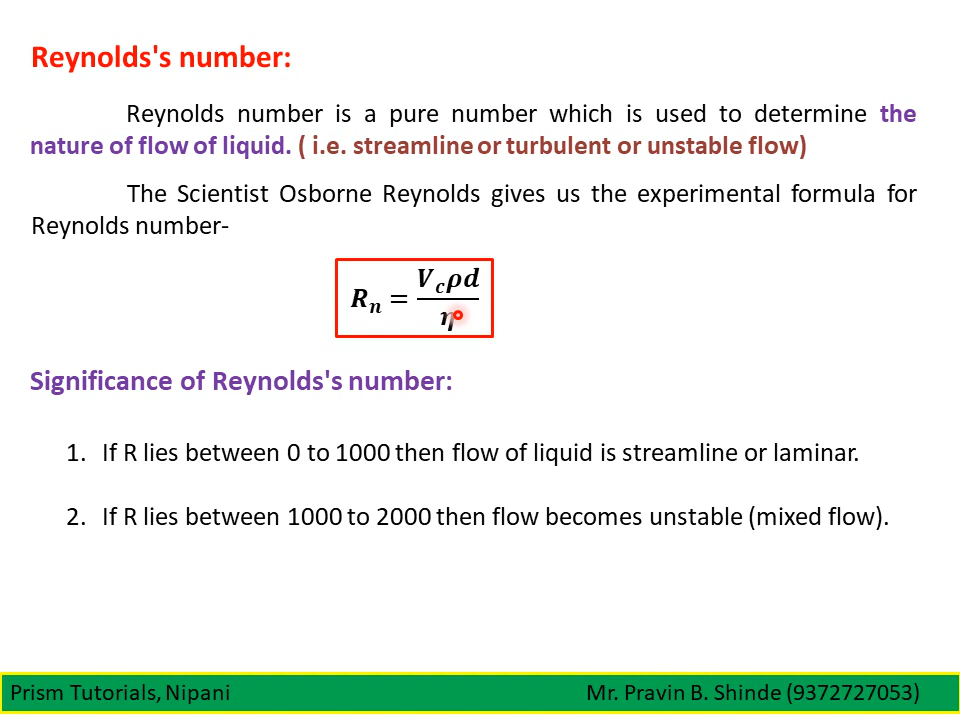 Reynolds's number:
Reynolds number is a pure number which is used to determine the
nature of flow of liquid. ( i.e. streamline or turbulent or unstable flow)
The Scientist Osborne Reynolds gives us the experimental formula for
Reynolds number-
Rₙ = V_cρd / η
Significance of Reynolds's number:
1. If R lies between 0 to 1000 then flow of liquid is streamline or laminar.
2. If R lies between 1000 to 2000 then flow becomes unstable (mixed flow).
Prism Tutorials, Nipani Mr. Pravin B. Shinde (9372727053)